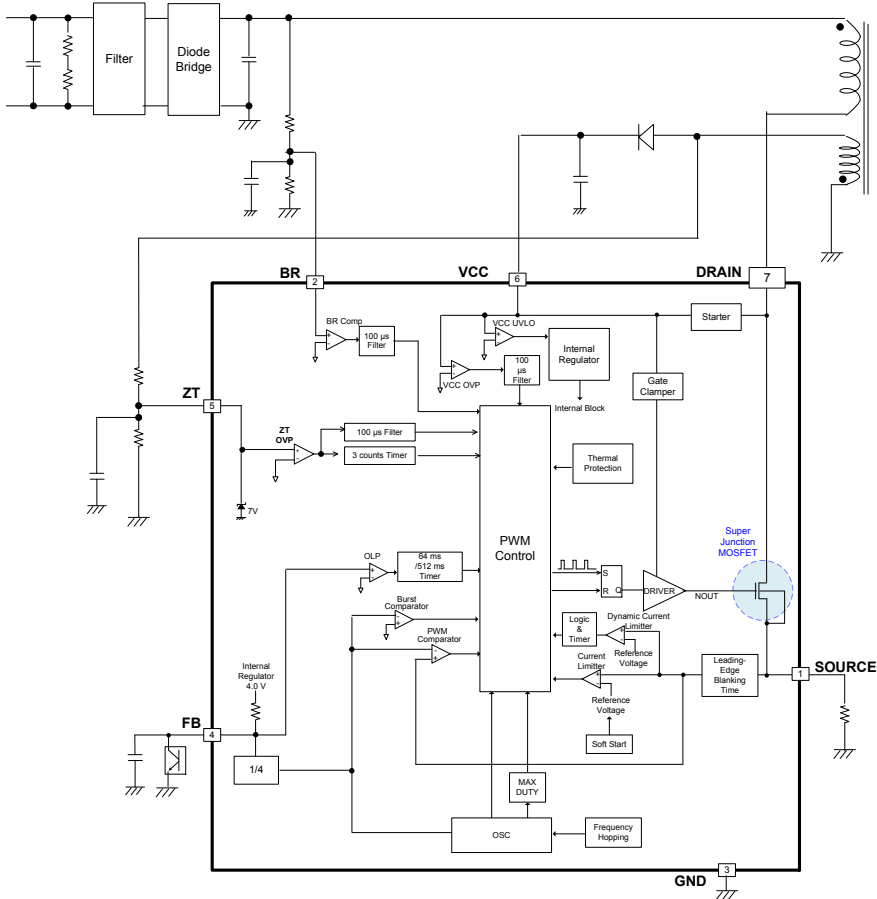 Filter
Diode
Bridge
BR
VCC
DRAIN
2
6
7
BR Comp
100 µs
Filter
VCC UVLO
Starter
Internal
Regulator
VCC OVP
100
µs
Filter
Gate
Clamper
Internal Block
ZT
5
ZT
OVP
100 µs Filter
3 counts Timer
7V
Thermal
Protection
PWM
Control
Super
Junction
MOSFET
OLP
64 ms
/512 ms
Timer
S
R
Q
DRIVER
NOUT
Burst
Comparator
PWM
Comparator
Logic
&
Timer
Dynamic Current
Limitter
Reference
Voltage
Current
Limitter
Reference
Voltage
Leading-
Edge
Blanking
Time
1
SOURCE
Internal
Regulator
4.0 V
FB
4
1/4
Soft Start
MAX
DUTY
OSC
Frequency
Hopping
GND
3
+
-
+
-
+
-
+
-
+
-
-
+
-
+
+
-
+
-